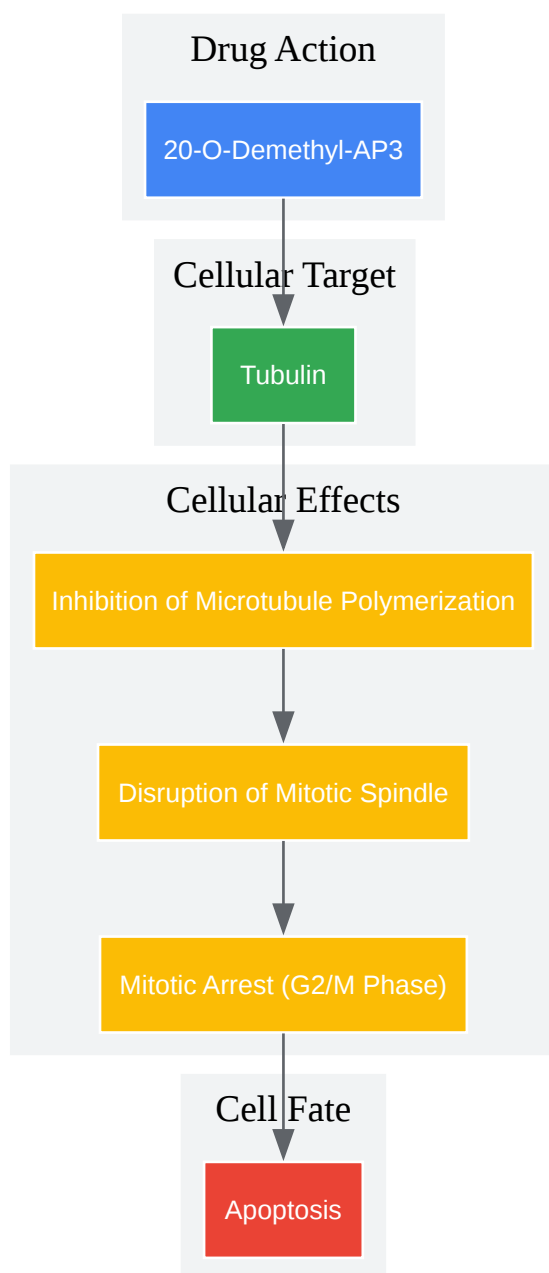 Drug Action
20-O-Demethyl-AP3
Cellular Target
Tubulin
Cellular Effects
Inhibition of Microtubule Polymerization
Disruption of Mitotic Spindle
Mitotic Arrest (G2/M Phase)
Cell Fate
Apoptosis